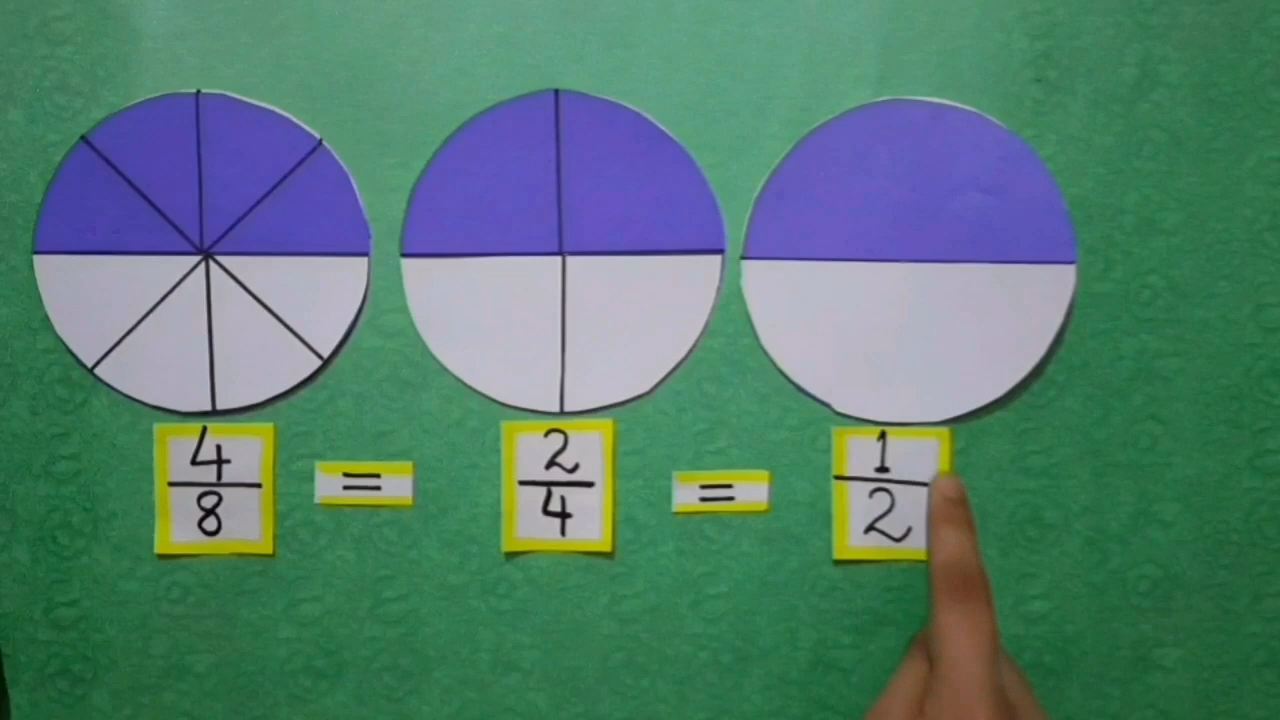 4/8 = 2/4 = 1/2